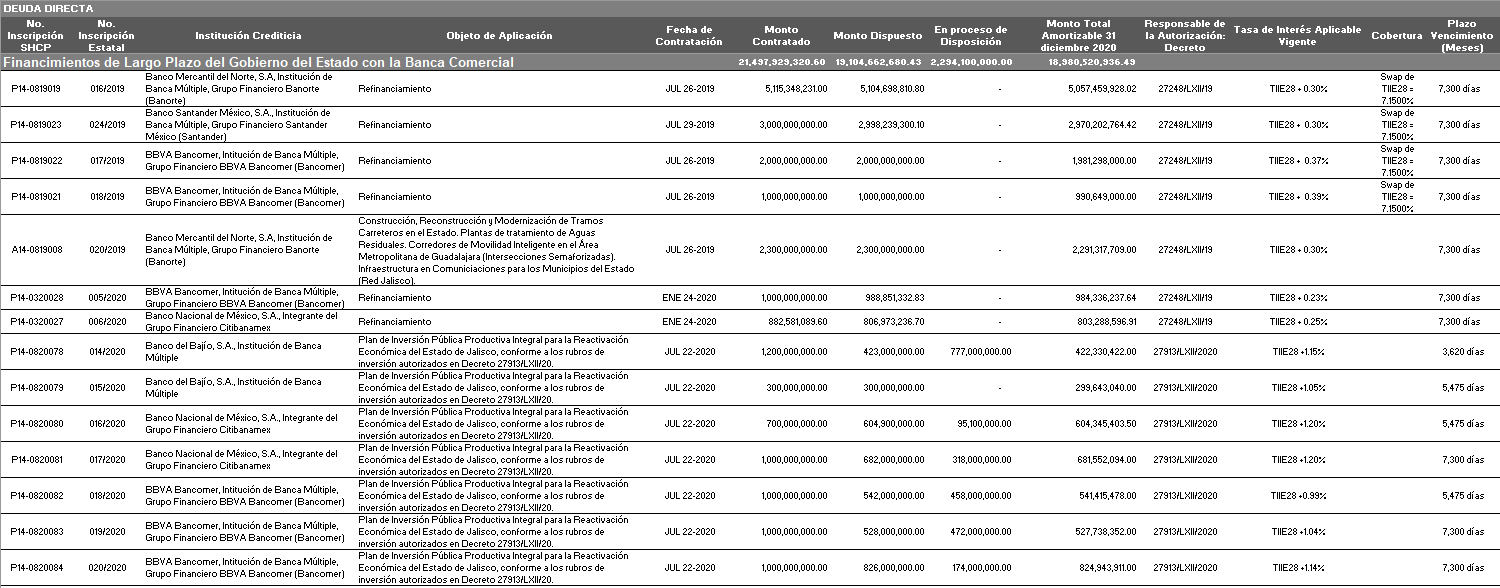 DEUDA DIRECTA
No. Inscripción SHCP | No. Inscripción Estatal | Institución Crediticia | Objeto de Aplicación | Fecha de Contratación | Monto Contratado | Monto Dispuesto | En proceso de Disposición | Monto Total Amortizable 31 diciembre 2020 | Responsable de la Autorización: Decreto | Tasa de Interés Aplicable Vigente | Cobertura | Plazo Vencimiento (Meses)
Financimientos de Largo Plazo del Gobierno del Estado con la Banca Comercial | 21,497,929,320.60 | 19,104,662,680.43 | 2,294,100,000.00 | 18,980,520,936.49
P14-0819019 | 016/2019 | Banco Mercantil del Norte, S.A, Institución de Banca Múltiple, Grupo Financiero Banorte (Banorte) | Refinanciamiento | JUL 26-2019 | 5,115,348,231.00 | 5,104,698,810.80 | - | 5,057,459,928.02 | 27248/LXII/19 | TIIE28 + 0.30% | Swap de TIIE28 = 7.1500% | 7,300 días
P14-0819023 | 024/2019 | Banco Santander México, S.A., Institución de Banca Múltiple, Grupo Financiero Santander México (Santander) | Refinanciamiento | JUL 29-2019 | 3,000,000,000.00 | 2,998,239,300.10 | - | 2,970,202,764.42 | 27248/LXII/19 | TIIE28 + 0.30% | Swap de TIIE28 = 7.1500% | 7,300 días
P14-0819022 | 017/2019 | BBVA Bancomer, Intitución de Banca Múltiple, Grupo Financiero BBVA Bancomer (Bancomer) | Refinanciamiento | JUL 26-2019 | 2,000,000,000.00 | 2,000,000,000.00 | - | 1,981,298,000.00 | 27248/LXII/19 | TIIE28 + 0.37% | Swap de TIIE28 = 7.1500% | 7,300 días
P14-0819021 | 018/2019 | BBVA Bancomer, Intitución de Banca Múltiple, Grupo Financiero BBVA Bancomer (Bancomer) | Refinanciamiento | JUL 26-2019 | 1,000,000,000.00 | 1,000,000,000.00 | - | 990,649,000.00 | 27248/LXII/19 | TIIE28 + 0.39% | Swap de TIIE28 = 7.1500% | 7,300 días
A14-0819008 | 020/2019 | Banco Mercantil del Norte, S.A, Institución de Banca Múltiple, Grupo Financiero Banorte (Banorte) | Construcción, Reconstrucción y Modernización de Tramos Carreteros en el Estado. Plantas de tratamiento de Aguas Residuales. Corredores de Movilidad Inteligente en el Área Metropolitana de Guadalajara (Intersecciones Semaforizadas). Infraestructura en Comuniciaciones para los Municipios del Estado (Red Jalisco). | JUL 26-2019 | 2,300,000,000.00 | 2,300,000,000.00 | - | 2,291,317,709.00 | 27248/LXII/19 | TIIE28 + 0.30% | 7,300 días
P14-0320028 | 005/2020 | BBVA Bancomer, Intitución de Banca Múltiple, Grupo Financiero BBVA Bancomer (Bancomer) | Refinanciamiento | ENE 24-2020 | 1,000,000,000.00 | 988,851,332.83 | - | 984,336,237.64 | 27248/LXII/19 | TIIE28 + 0.23% | 7,300 días
P14-0320027 | 006/2020 | Banco Nacional de México, S.A., Integrante del Grupo Financiero Citibanamex | Refinanciamiento | ENE 24-2020 | 882,581,089.60 | 806,973,236.70 | - | 803,288,596.91 | 27248/LXII/19 | TIIE28 + 0.25% | 7,300 días
P14-0820078 | 014/2020 | Banco del Bajío, S.A., Institución de Banca Múltiple | Plan de Inversión Pública Productiva Integral para la Reactivación Económica del Estado de Jalisco, conforme a los rubros de inversión autorizados en Decreto 27913/LXII/20. | JUL 22-2020 | 1,200,000,000.00 | 423,000,000.00 | 777,000,000.00 | 422,330,422.00 | 27913/LXII/2020 | TIIE28 +1.15% | 3,620 días
P14-0820079 | 015/2020 | Banco del Bajío, S.A., Institución de Banca Múltiple | Plan de Inversión Pública Productiva Integral para la Reactivación Económica del Estado de Jalisco, conforme a los rubros de inversión autorizados en Decreto 27913/LXII/20. | JUL 22-2020 | 300,000,000.00 | 300,000,000.00 | - | 299,643,040.00 | 27913/LXII/2020 | TIIE28 +1.05% | 5,475 días
P14-0820080 | 016/2020 | Banco Nacional de México, S.A., Integrante del Grupo Financiero Citibanamex | Plan de Inversión Pública Productiva Integral para la Reactivación Económica del Estado de Jalisco, conforme a los rubros de inversión autorizados en Decreto 27913/LXII/20. | JUL 22-2020 | 700,000,000.00 | 604,900,000.00 | 95,100,000.00 | 604,345,403.50 | 27913/LXII/2020 | TIIE28 +1.20% | 5,475 días
P14-0820081 | 017/2020 | Banco Nacional de México, S.A., Integrante del Grupo Financiero Citibanamex | Plan de Inversión Pública Productiva Integral para la Reactivación Económica del Estado de Jalisco, conforme a los rubros de inversión autorizados en Decreto 27913/LXII/20. | JUL 22-2020 | 1,000,000,000.00 | 682,000,000.00 | 318,000,000.00 | 681,552,094.00 | 27913/LXII/2020 | TIIE28 +1.20% | 7,300 días
P14-0820082 | 018/2020 | BBVA Bancomer, Intitución de Banca Múltiple, Grupo Financiero BBVA Bancomer (Bancomer) | Plan de Inversión Pública Productiva Integral para la Reactivación Económica del Estado de Jalisco, conforme a los rubros de inversión autorizados en Decreto 27913/LXII/20. | JUL 22-2020 | 1,000,000,000.00 | 542,000,000.00 | 458,000,000.00 | 541,415,478.00 | 27913/LXII/2020 | TIIE28 +0.99% | 5,475 días
P14-0820083 | 019/2020 | BBVA Bancomer, Intitución de Banca Múltiple, Grupo Financiero BBVA Bancomer (Bancomer) | Plan de Inversión Pública Productiva Integral para la Reactivación Económica del Estado de Jalisco, conforme a los rubros de inversión autorizados en Decreto 27913/LXII/20. | JUL 22-2020 | 1,000,000,000.00 | 528,000,000.00 | 472,000,000.00 | 527,738,352.00 | 27913/LXII/2020 | TIIE28 +1.04% | 7,300 días
P14-0820084 | 020/2020 | BBVA Bancomer, Intitución de Banca Múltiple, Grupo Financiero BBVA Bancomer (Bancomer) | Plan de Inversión Pública Productiva Integral para la Reactivación Económica del Estado de Jalisco, conforme a los rubros de inversión autorizados en Decreto 27913/LXII/20. | JUL 22-2020 | 1,000,000,000.00 | 826,000,000.00 | 174,000,000.00 | 824,943,911.00 | 27913/LXII/2020 | TIIE28 +1.14% | 7,300 días